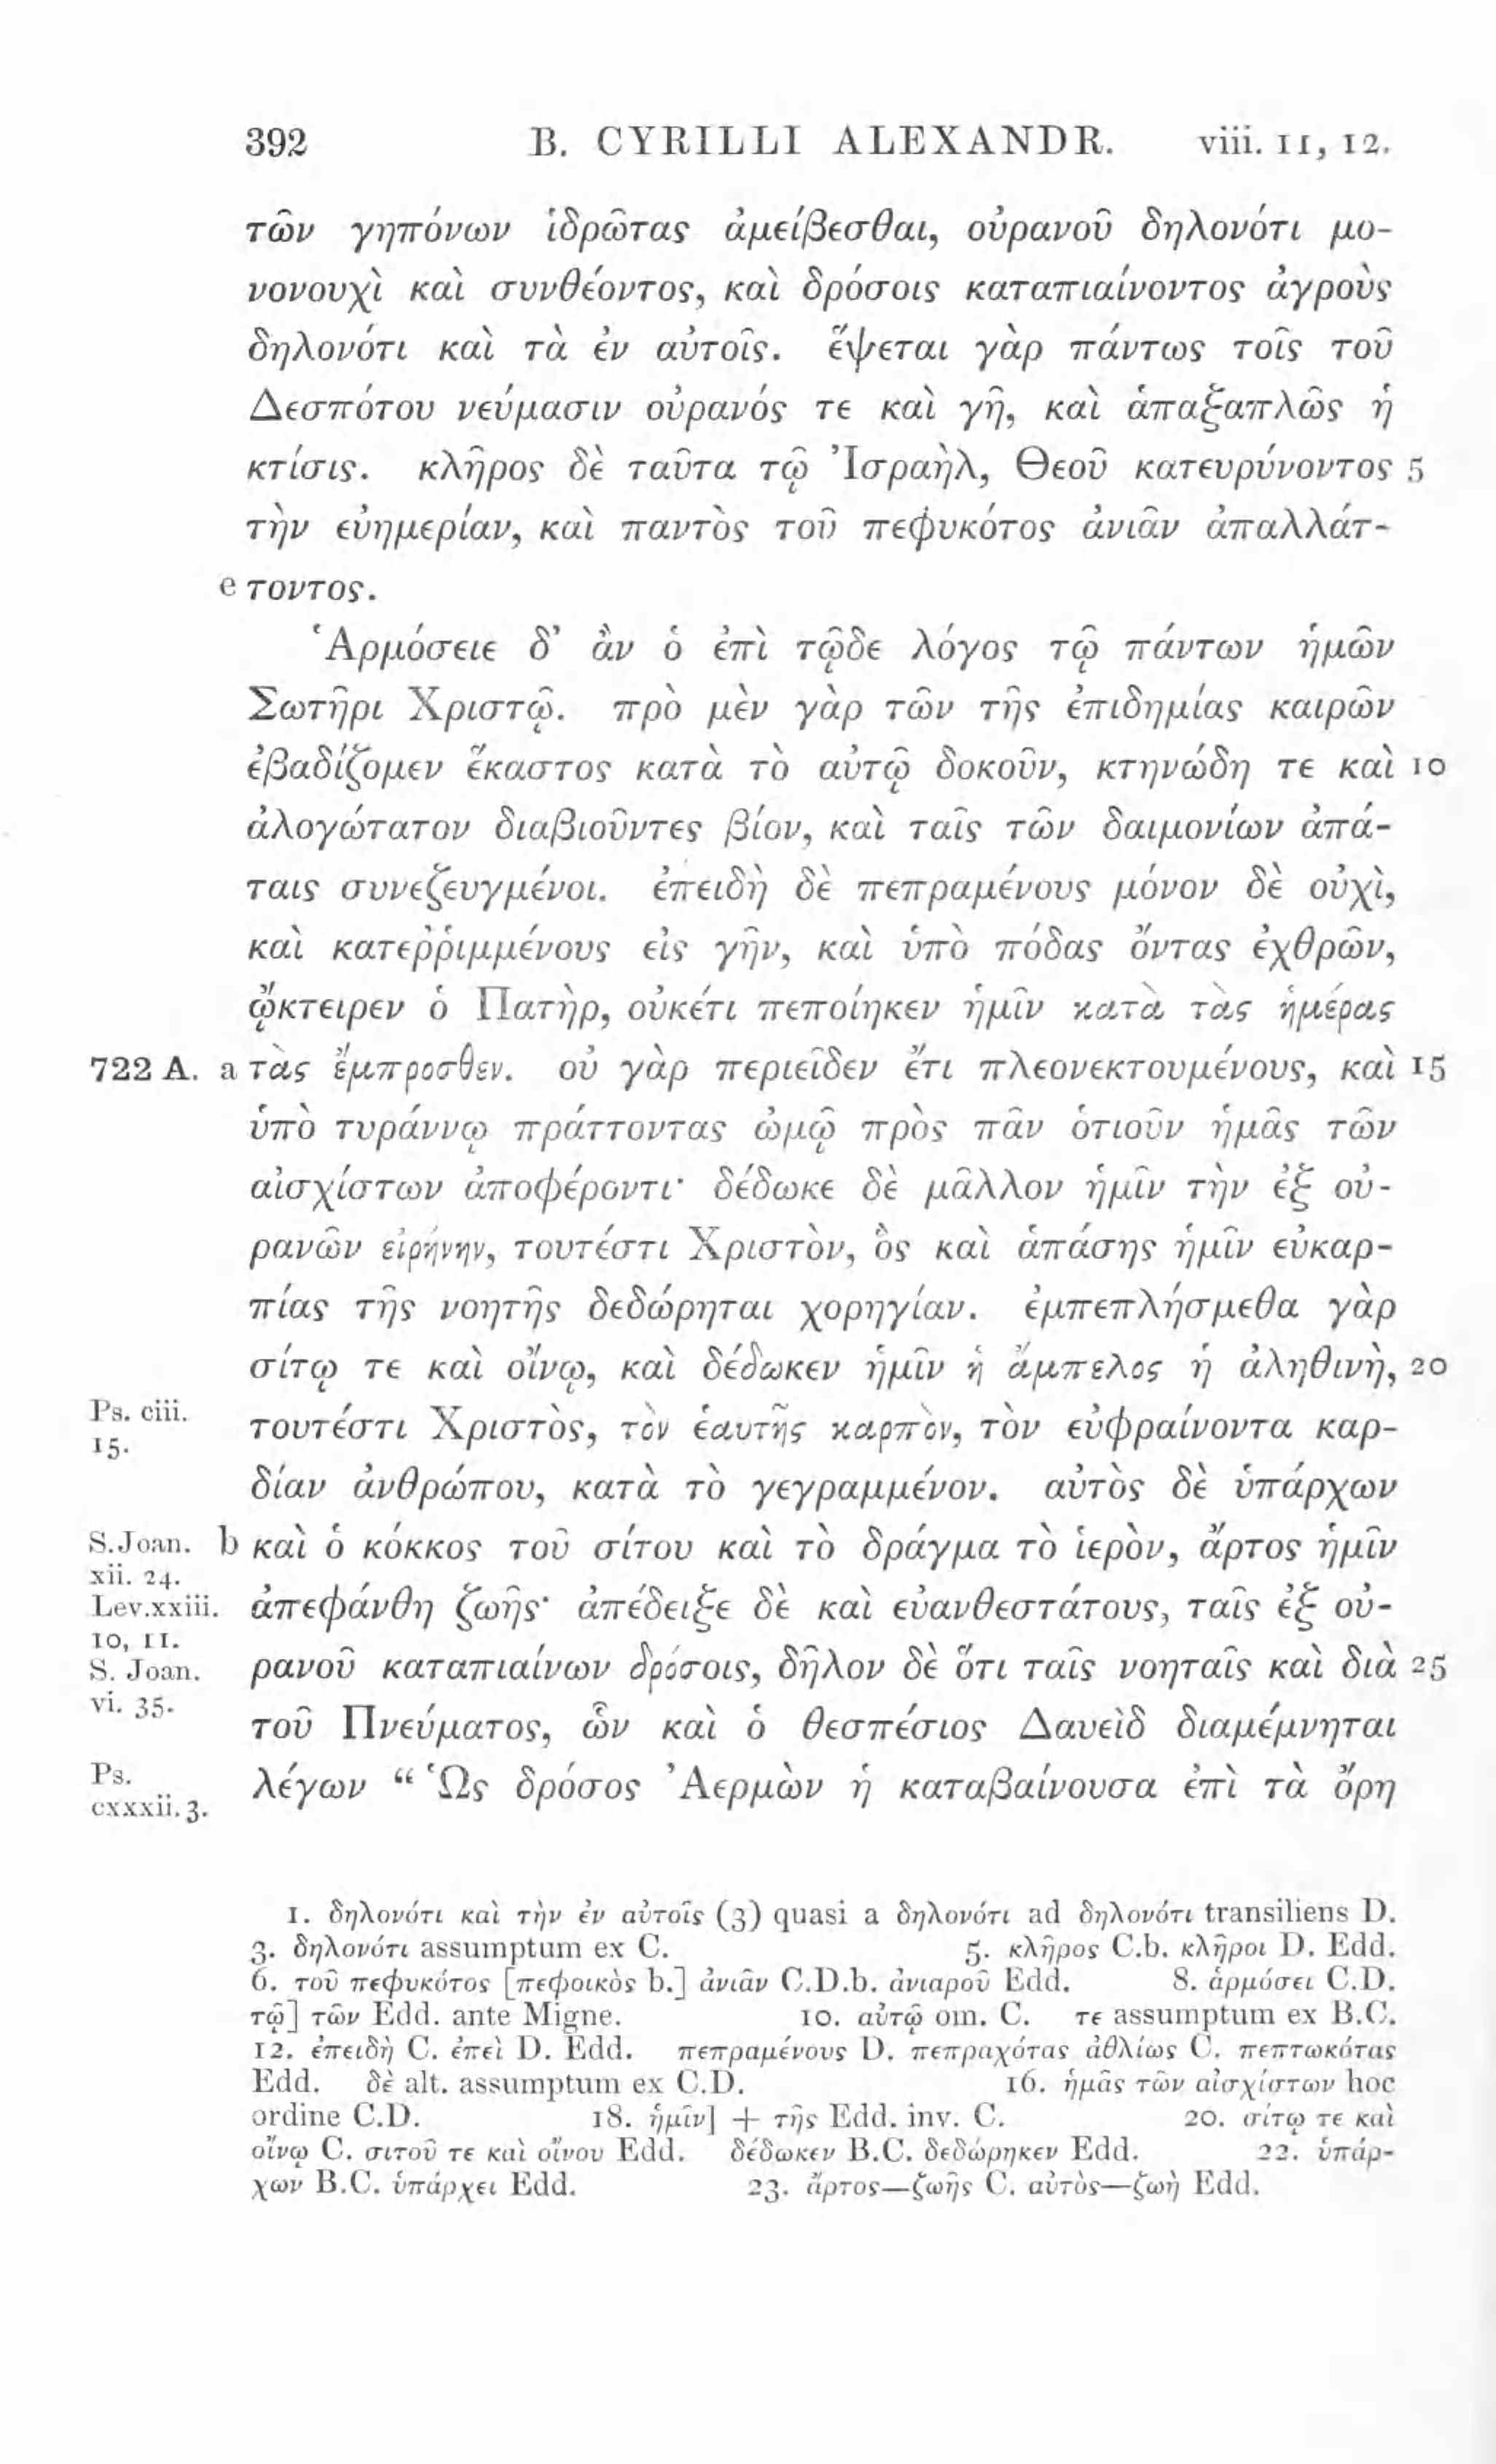 392 B. CYRILLI ALEXANDR. viii. 11, 12.
τῶν γηπόνων ἱδρῶτας ἀμείβεσθαι, οὐρανοῦ δηλονότι μο-
νονουχὶ καὶ συνθέοντος, καὶ δρόσοις καταπιαίνοντος ἀγροὺς
δηλονότι καὶ τὰ ἐν αὐτοῖς. ἕψεται γὰρ πάντως τοῖς τοῦ
Δεσπότου νεύμασιν οὐρανός τε καὶ γῆ, καὶ ἁπαξαπλῶς ἡ
κτίσις. κλῆρος δὲ ταῦτα τῷ Ἰσραὴλ, Θεοῦ κατευρύνοντος 5
τὴν εὐημερίαν, καὶ παντὸς τοῦ πεφυκότος ἀνιᾶν ἀπαλλάτ-
e τοντος.
Ἁρμόσειε δ’ ἂν ὁ ἐπὶ τῷδε λόγος τῷ πάντων ἡμῶν
Σωτῆρι Χριστῷ. πρὸ μὲν γὰρ τῶν τῆς ἐπιδημίας καιρῶν
ἐβαδίζομεν ἕκαστος κατὰ τὸ αὐτῷ δοκοῦν, κτηνώδη τε καὶ 10
ἀλογώτατον διαβιοῦντες βίον, καὶ ταῖς τῶν δαιμονίων ἀπά-
ταις συνεζευγμένοι. ἐπειδὴ δὲ πεπραμένους μόνον δὲ οὐχὶ,
καὶ κατεῤῥιμμένους εἰς γῆν, καὶ ὑπὸ πόδας ὄντας ἐχθρῶν,
ᾤκτειρεν ὁ Πατὴρ, οὐκέτι πεποίηκεν ἡμῖν κατὰ τὰς ἡμέρας
722 A. a τὰς ἔμπροσθεν. οὐ γὰρ περιεῖδεν ἔτι πλεονεκτουμένους, καὶ 15
ὑπὸ τυράννῳ πράττοντας ὠμῷ πρὸς πᾶν ὁτιοῦν ἡμᾶς τῶν
αἰσχίστων ἀποφέροντι· δέδωκε δὲ μᾶλλον ἡμῖν τὴν ἐξ οὐ-
ρανῶν εἰρήνην, τουτέστι Χριστὸν, ὃς καὶ ἁπάσης ἡμῖν εὐκαρ-
πίας τῆς νοητῆς δεδώρηται χορηγίαν. ἐμπεπλήσμεθα γὰρ
σίτῳ τε καὶ οἴνῳ, καὶ δέδωκεν ἡμῖν ἡ ἄμπελος ἡ ἀληθινὴ, 20
Ps. ciii. 15. τουτέστι Χριστὸς, τὸν ἑαυτῆς καρπὸν, τὸν εὐφραίνοντα καρ-
δίαν ἀνθρώπου, κατὰ τὸ γεγραμμένον. αὐτὸς δὲ ὑπάρχων
S. Joan. xii. 24. b καὶ ὁ κόκκος τοῦ σίτου καὶ τὸ δράγμα τὸ ἱερὸν, ἄρτος ἡμῖν
Lev. xxiii. 10, 11. ἀπεφάνθη ζωῆς· ἀπέδειξε δὲ καὶ εὐανθεστάτους, ταῖς ἐξ οὐ-
S. Joan. vi. 35. ρανοῦ καταπιαίνων δρόσοις, δῆλον δὲ ὅτι ταῖς νοηταῖς καὶ διὰ 25
τοῦ Πνεύματος, ὧν καὶ ὁ θεσπέσιος Δαυεὶδ διαμέμνηται
Ps. cxxxii. 3. λέγων “ Ὡς δρόσος Ἀερμὼν ἡ καταβαίνουσα ἐπὶ τὰ ὄρη
1. δηλονότι καὶ τὴν ἐν αὐτοῖς (3) quasi a δηλονότι ad δηλονότι transiliens D.
3. δηλονότι assumptum ex C. 5. κλῆρος C.b. κλῆροι D. Edd.
6. τοῦ πεφυκότος [πεφοικὸς b.] ἀνιᾶν C.D.b. ἀνιαροῦ Edd. 8. ἁρμόσει C.D.
τῷ] τῶν Edd. ante Migne. 10. αὐτῷ om. C. τε assumptum ex B.C.
12. ἐπειδὴ C. ἐπεὶ D. Edd. πεπραμένους D. πεπραχότας ἀθλίως C. πεπτωκότας
Edd. δὲ alt. assumptum ex C.D. 16. ἡμᾶς τῶν αἰσχίστων hoc
ordine C.D. 18. ἡμῖν] + τῆς Edd. inv. C. 20. σίτῳ τε καὶ
οἴνῳ C. σιτοῦ τε καὶ οἴνου Edd. δέδωκεν B.C. δεδώρηκεν Edd. 22. ὑπάρ-
χων B.C. ὑπάρχει Edd. 23. ἄρτος—ζωῆς C. αὐτὸς—ζωὴ Edd.